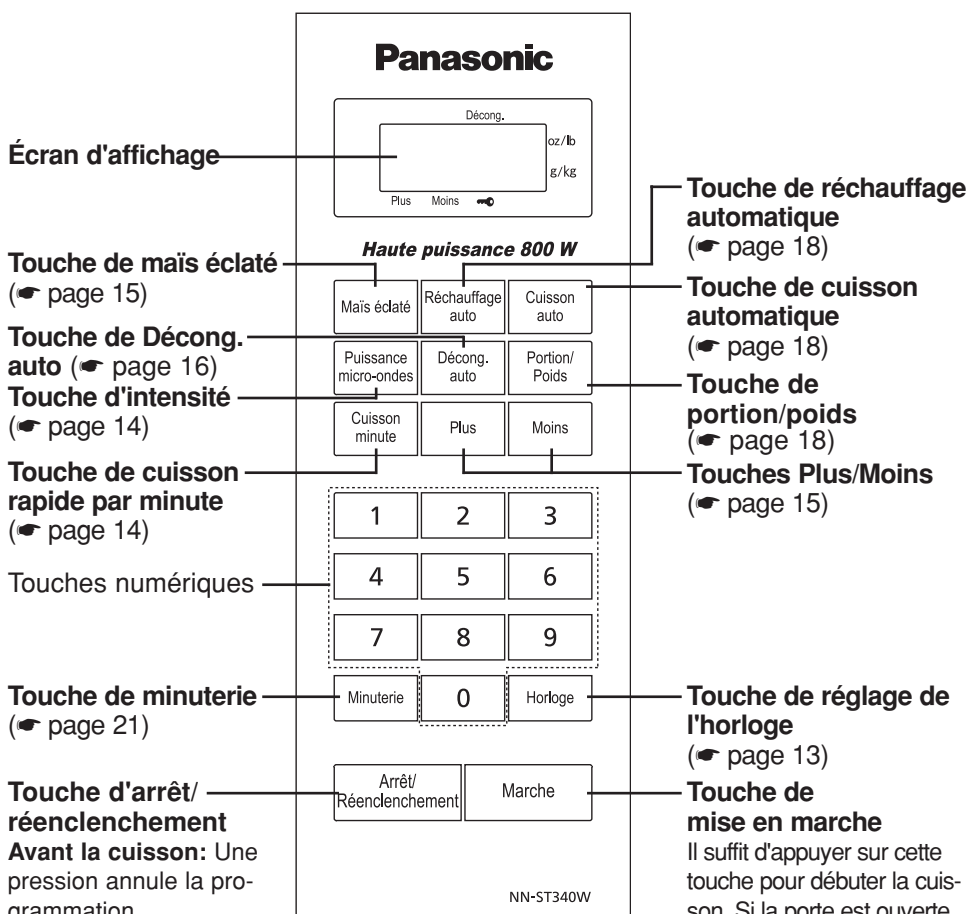 Panasonic
Décong.
oz/lb
g/kg
Plus Moins
Haute puissance 800 W
Maïs éclaté
Réchauffage
auto
Cuisson
auto
Puissance
micro-ondes
Décong.
auto
Portion/
Poids
Cuisson
minute
Plus
Moins
1 2 3
4 5 6
7 8 9
Minuterie
0
Horloge
Arrêt/
Réenclenchement
Marche
NN-ST340W
Écran d'affichage
Touche de maïs éclaté
(☛ page 15)
Touche de Décong.
auto (☛ page 16)
Touche d'intensité
(☛ page 14)
Touche de cuisson
rapide par minute
(☛ page 14)
Touches numériques
Touche de minuterie
(☛ page 21)
Touche d'arrêt/
réenclenchement
Avant la cuisson: Une
pression annule la pro-
grammation
Touche de réchauffage
automatique
(☛ page 18)
Touche de cuisson
automatique
(☛ page 18)
Touche de
portion/poids
(☛ page 18)
Touches Plus/Moins
(☛ page 15)
Touche de réglage de
l'horloge
(☛ page 13)
Touche de
mise en marche
Il suffit d'appuyer sur cette
touche pour débuter la cuis-
son. Si la porte est ouverte